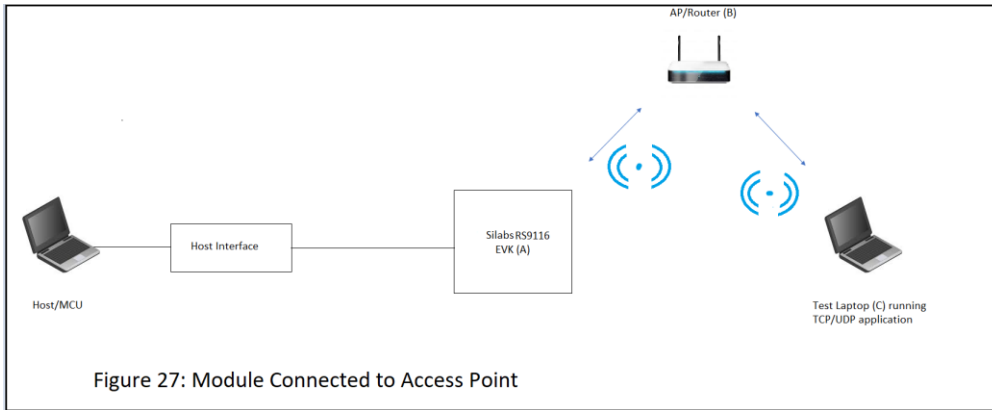 AP/Router (B)
Host Interface
Silabs RS9116
EVK (A)
Host/MCU
Test Laptop (C) running
TCP/UDP application
Figure 27: Module Connected to Access Point